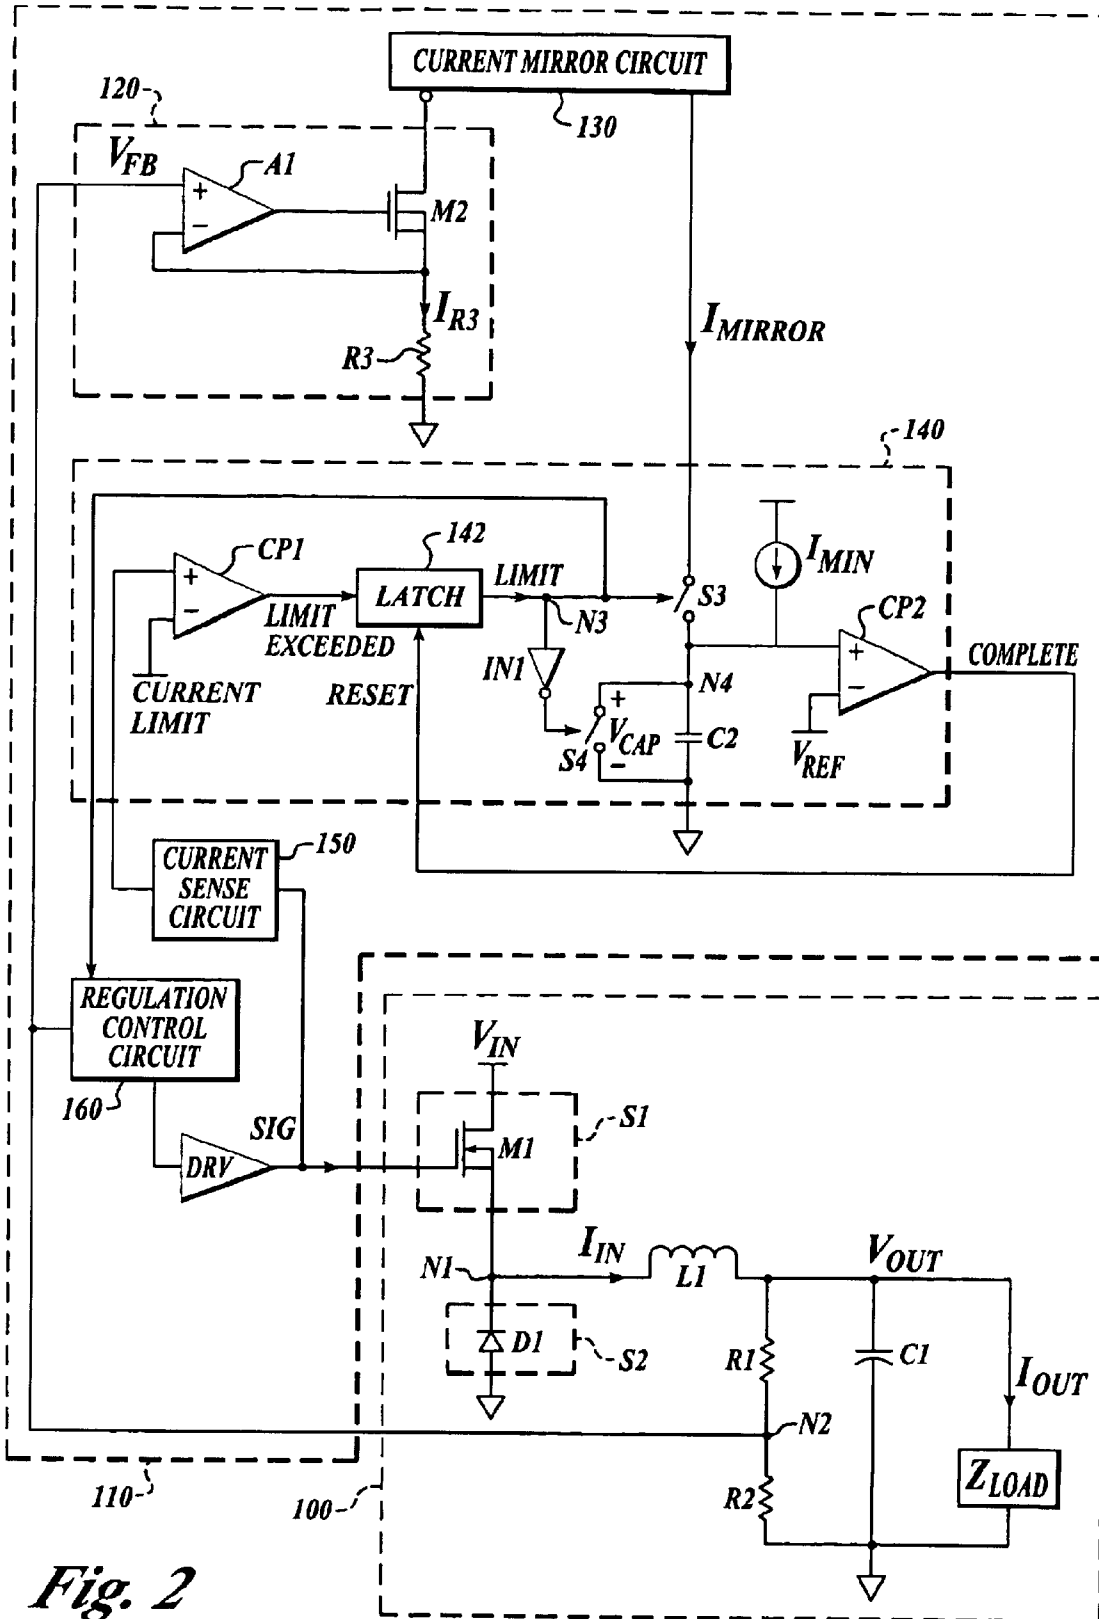 CURRENT MIRROR CIRCUIT
130
120
V_FB
A1
+
−
M2
I_R3
R3
I_MIRROR
140
142
CP1
+
−
LATCH
LIMIT
LIMIT EXCEEDED
N3
S3
I_MIN
CP2
+
−
COMPLETE
CURRENT LIMIT
RESET
IN1
S4
+
V_CAP
−
N4
C2
V_REF
CURRENT SENSE CIRCUIT
150
REGULATION CONTROL CIRCUIT
160
SIG
DRV
V_IN
M1
S1
N1
I_IN
L1
V_OUT
D1
S2
R1
C1
I_OUT
N2
R2
Z_LOAD
110
100
Fig. 2